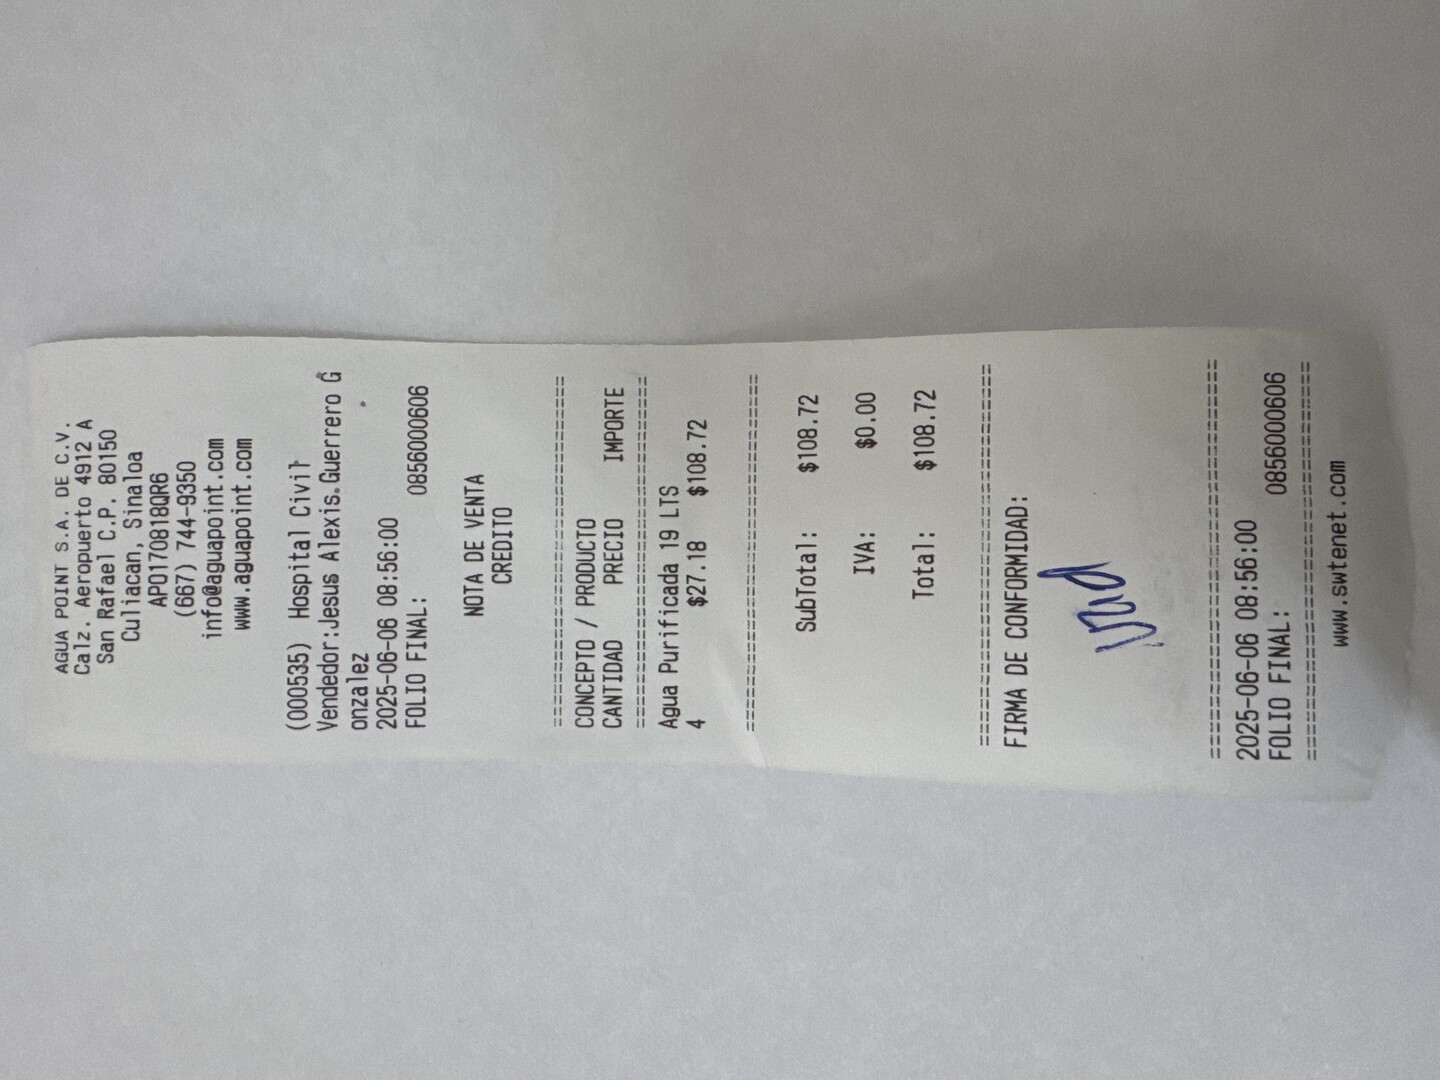 AGUA POINT S.A. DE C.V.
Calz. Aeropuerto 4912 A
San Rafael C.P. 80150
Culiacan, Sinaloa
APO170818QR6
(667) 744-9350
info@aguapoint.com
www.aguapoint.com
(000535) Hospital Civil
Vendedor:Jesus Alexis.Guerrero G
onzalez
2025-06-06 08:56:00
FOLIO FINAL: 0856000606
NOTA DE VENTA
CREDITO
CONCEPTO / PRODUCTO
CANTIDAD PRECIO IMPORTE
Agua Purificada 19 LTS
4 $27.18 $108.72
SubTotal: $108.72
IVA: $0.00
Total: $108.72
FIRMA DE CONFORMIDAD:
2025-06-06 08:56:00
FOLIO FINAL: 0856000606
www.swtenet.com